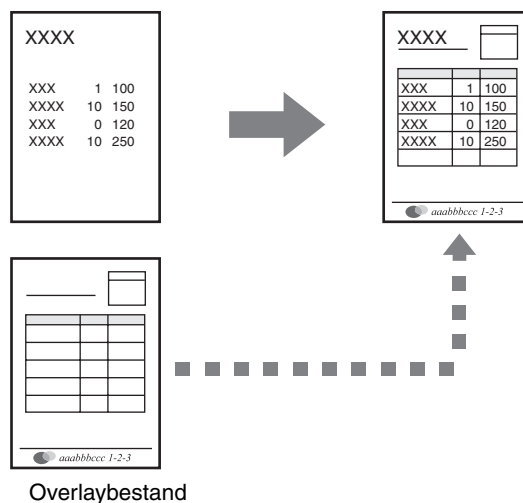 XXXX
XXX 1 100
XXXX 10 150
XXX 0 120
XXXX 10 250
XXXX
XXX 1 100
XXXX 10 150
XXX 0 120
XXXX 10 250
aaabbbccc 1-2-3
aaabbbccc 1-2-3
Overlaybestand